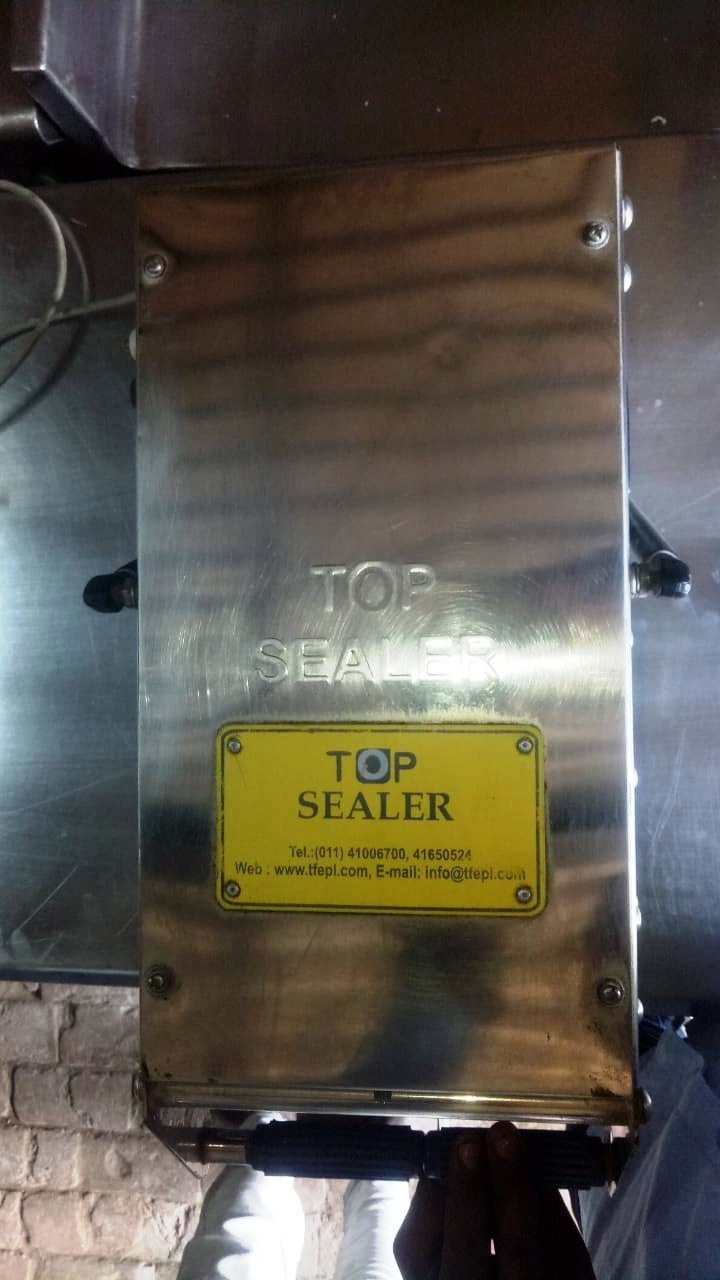 TOP
SEALER
TOP
SEALER
Tel.:(011) 41006700, 41650524
Web : www.tfepl.com, E-mail: info@tfepl.com